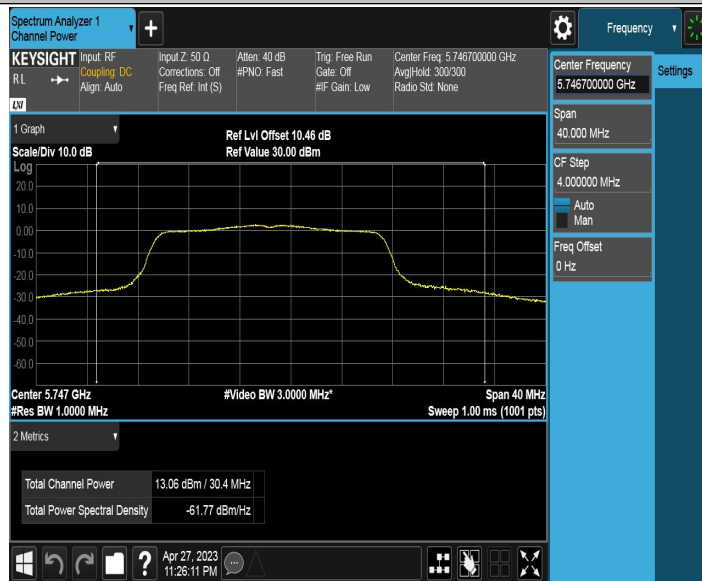 Spectrum Analyzer 1
Channel Power
+
Frequency
KEYSIGHT
Input: RF
Input Z: 50 Ω
Atten: 40 dB
Trig: Free Run
Center Freq: 5.746700000 GHz
RL
Coupling: DC
Corrections: Off
#PNO: Fast
Gate: Off
Avg|Hold: 300/300
Align: Auto
Freq Ref: Int (S)
#IF Gain: Low
Radio Std: None
LXI
Center Frequency
5.746700000 GHz
Settings
Span
40.000 MHz
CF Step
4.000000 MHz
Auto
Man
Freq Offset
0 Hz
1 Graph
Ref Lvl Offset 10.46 dB
Scale/Div 10.0 dB
Ref Value 30.00 dBm
Log
20.0
10.0
0.00
-10.0
-20.0
-30.0
-40.0
-50.0
-60.0
Center 5.747 GHz
#Video BW 3.0000 MHz*
Span 40 MHz
#Res BW 1.0000 MHz
Sweep 1.00 ms (1001 pts)
2 Metrics
Total Channel Power
13.06 dBm / 30.4 MHz
Total Power Spectral Density
-61.77 dBm/Hz
?
Apr 27, 2023
11:26:11 PM